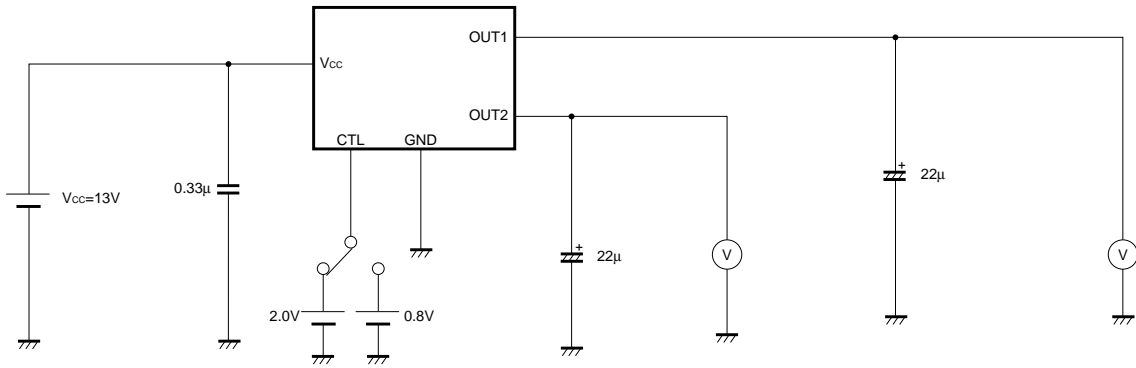 OUT1
Vcc
OUT2
CTL GND
+
22μ
0.33μ
Vcc=13V
+
22μ
V
V
2.0V
0.8V